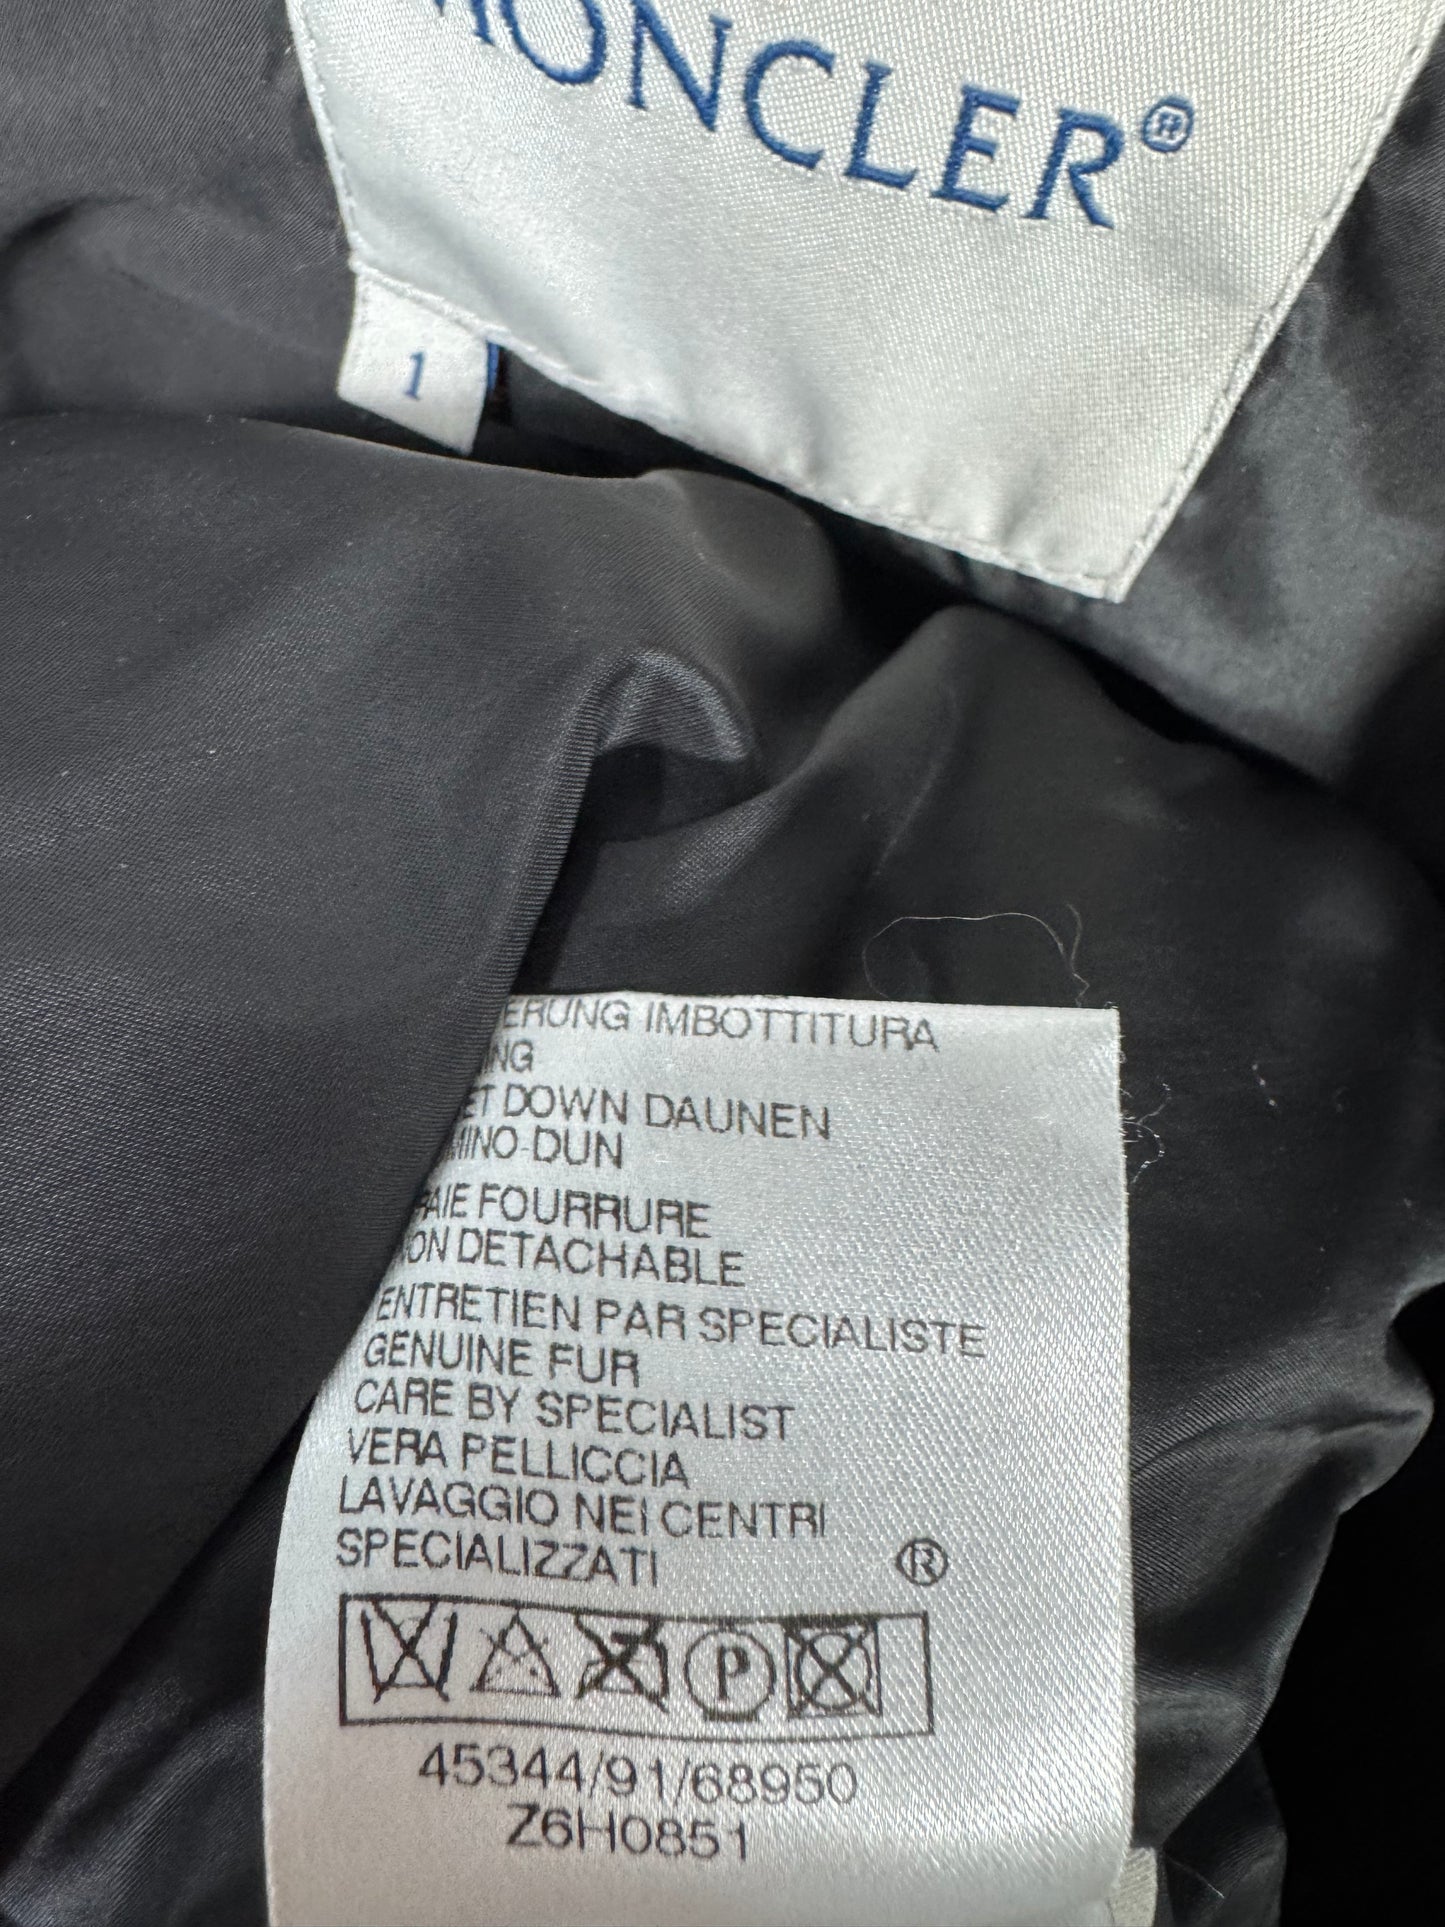 MONCLER®
1
ERUNG IMBOTTITURA
ING
ET DOWN DAUNEN
MINO-DUN
AIE FOURRURE
ON DETACHABLE
ENTRETIEN PAR SPECIALISTE
GENUINE FUR
CARE BY SPECIALIST
VERA PELLICCIA
LAVAGGIO NEI CENTRI
SPECIALIZZATI ®
P
45344/91/68950
Z6H0851